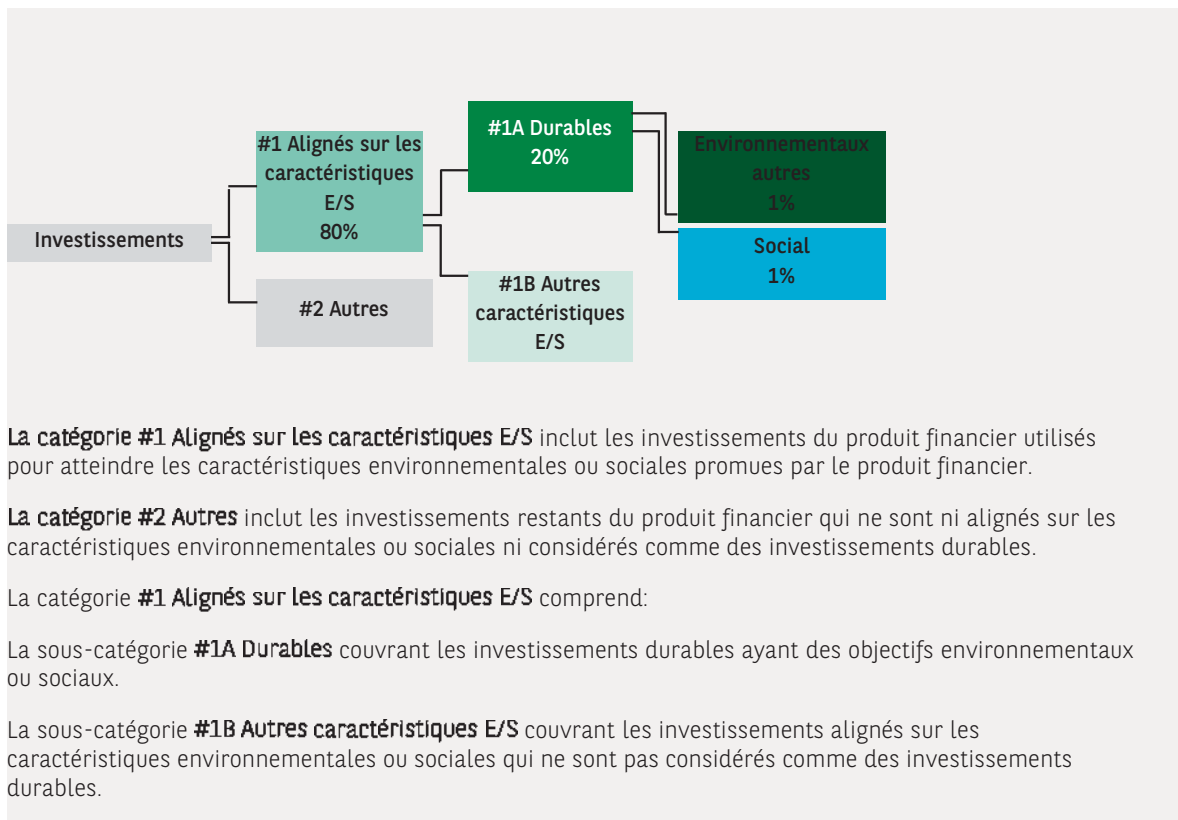 Investissements
#1 Alignés sur les
caractéristiques
E/S
80%
#2 Autres
#1A Durables
20%
#1B Autres
caractéristiques
E/S
Environnementaux
autres
1%
Social
1%
La catégorie #1 Alignés sur les caractéristiques E/S inclut les investissements du produit financier utilisés
pour atteindre les caractéristiques environnementales ou sociales promues par le produit financier.
La catégorie #2 Autres inclut les investissements restants du produit financier qui ne sont ni alignés sur les
caractéristiques environnementales ou sociales ni considérés comme des investissements durables.
La catégorie #1 Alignés sur les caractéristiques E/S comprend:
La sous-catégorie #1A Durables couvrant les investissements durables ayant des objectifs environnementaux
ou sociaux.
La sous-catégorie #1B Autres caractéristiques E/S couvrant les investissements alignés sur les
caractéristiques environnementales ou sociales qui ne sont pas considérés comme des investissements
durables.